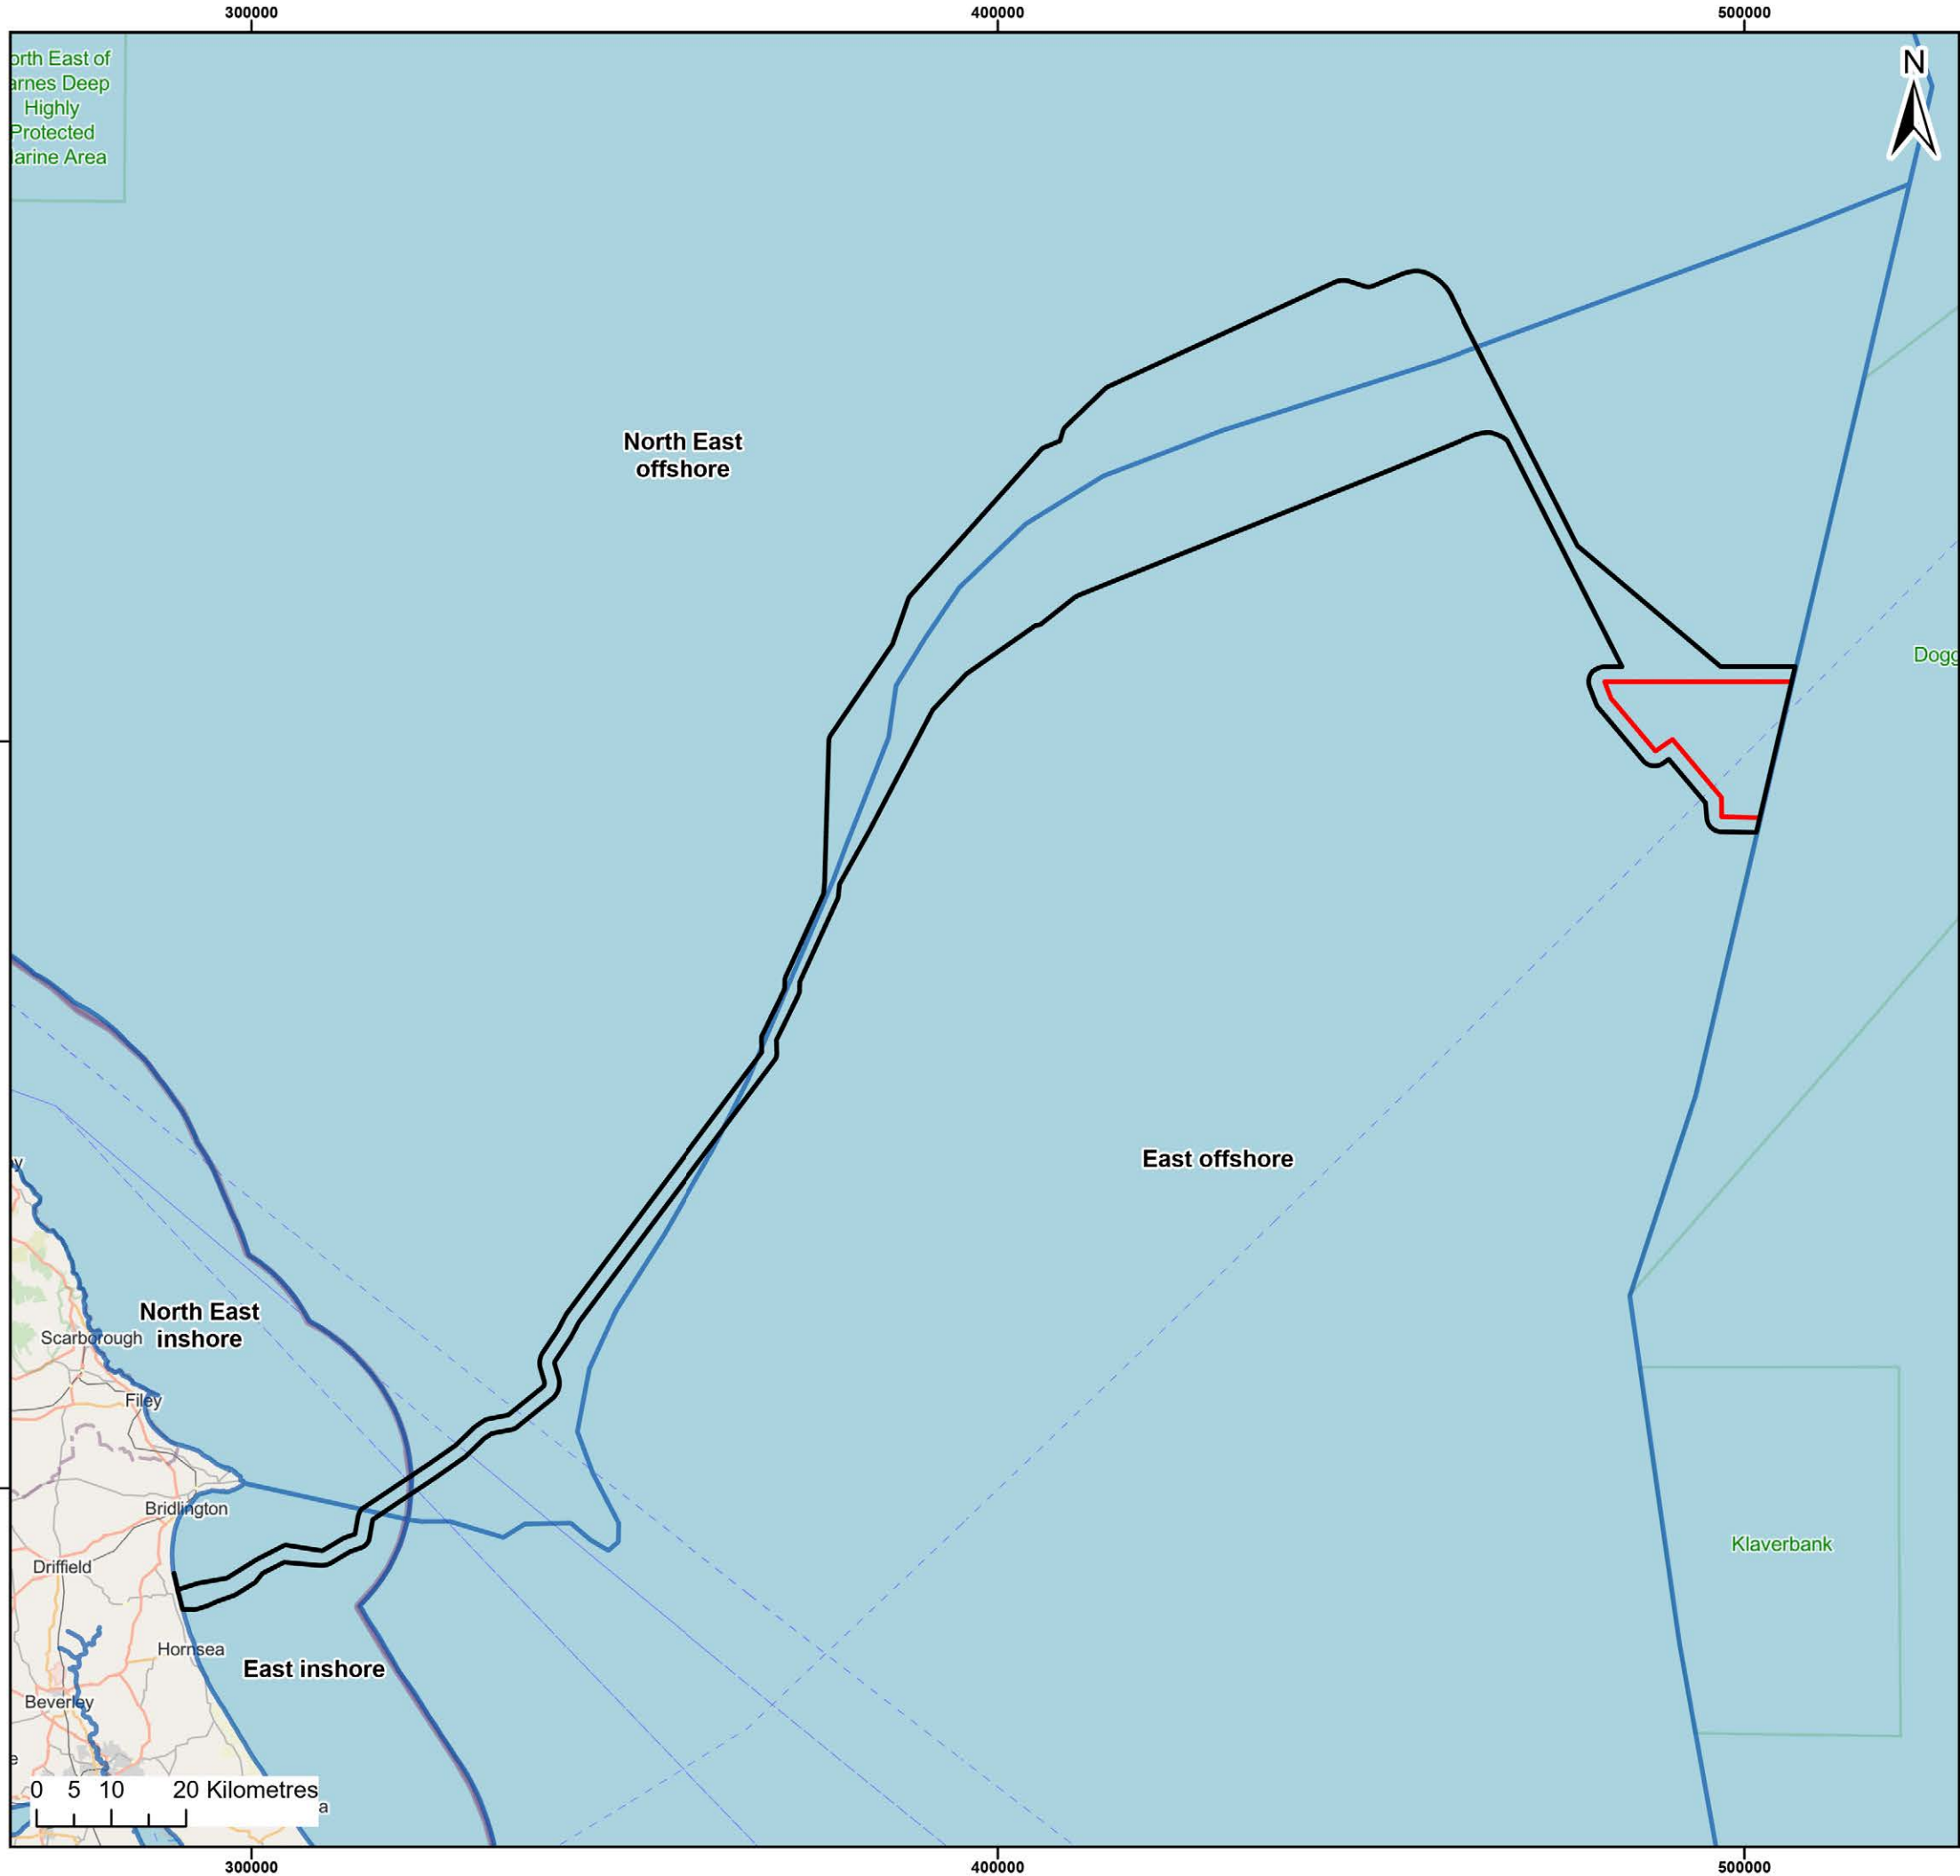 300000 400000 500000
orth East of
arnes Deep
Highly
Protected
arine Area
N
North East
offshore
Dogg
East offshore
y
North East
inshore
Scarborough
Filey
Bridlington
Driffield
Klaverbank
Hornsea
East inshore
Beverley
e
0 5 10 20 Kilometres
a
300000 400000 500000